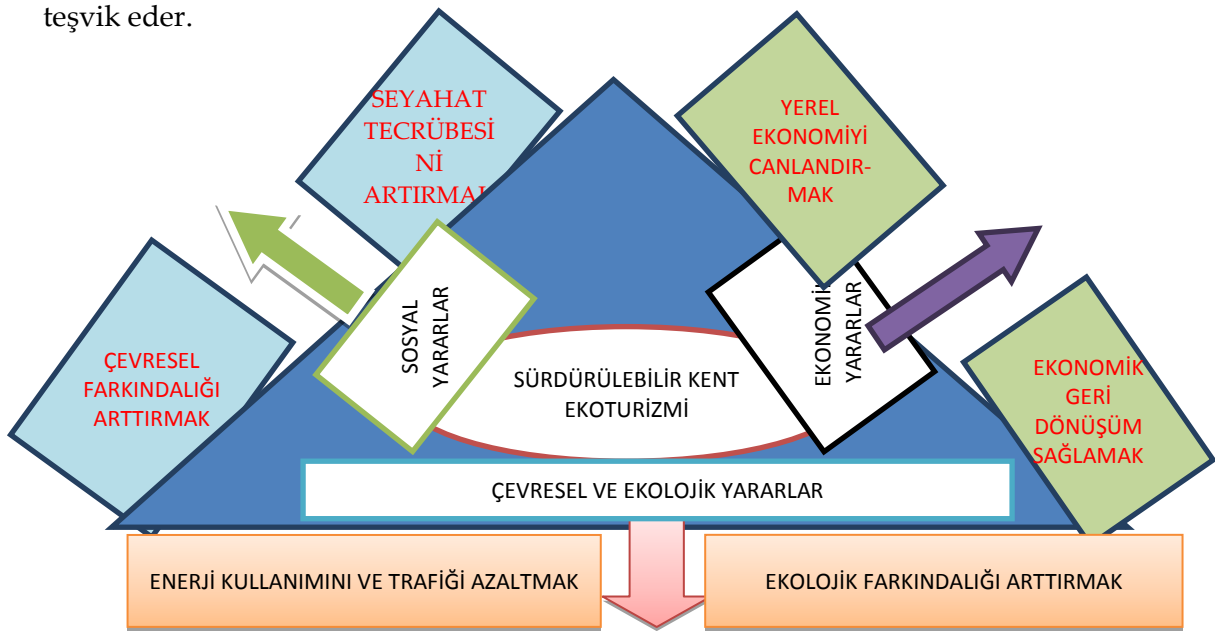 teşvik eder.
SEYAHAT
TECRÜBESİ
Nİ
ARTIRMA
YEREL
EKONOMİYİ
CANLANDIR-
MAK
SOSYAL
YARARLAR
EKONOMİ
YARARLAR
ÇEVRESEL
FARKINDALIĞI
ARTTIRMAK
SÜRDÜRÜLEBİLİR KENT
EKOTURİZMİ
EKONOMİK
GERİ
DÖNÜŞÜM
SAĞLAMAK
ÇEVRESEL VE EKOLOJİK YARARLAR
ENERJİ KULLANIMINI VE TRAFİĞİ AZALTMAK
EKOLOJİK FARKINDALIĞI ARTTIRMAK